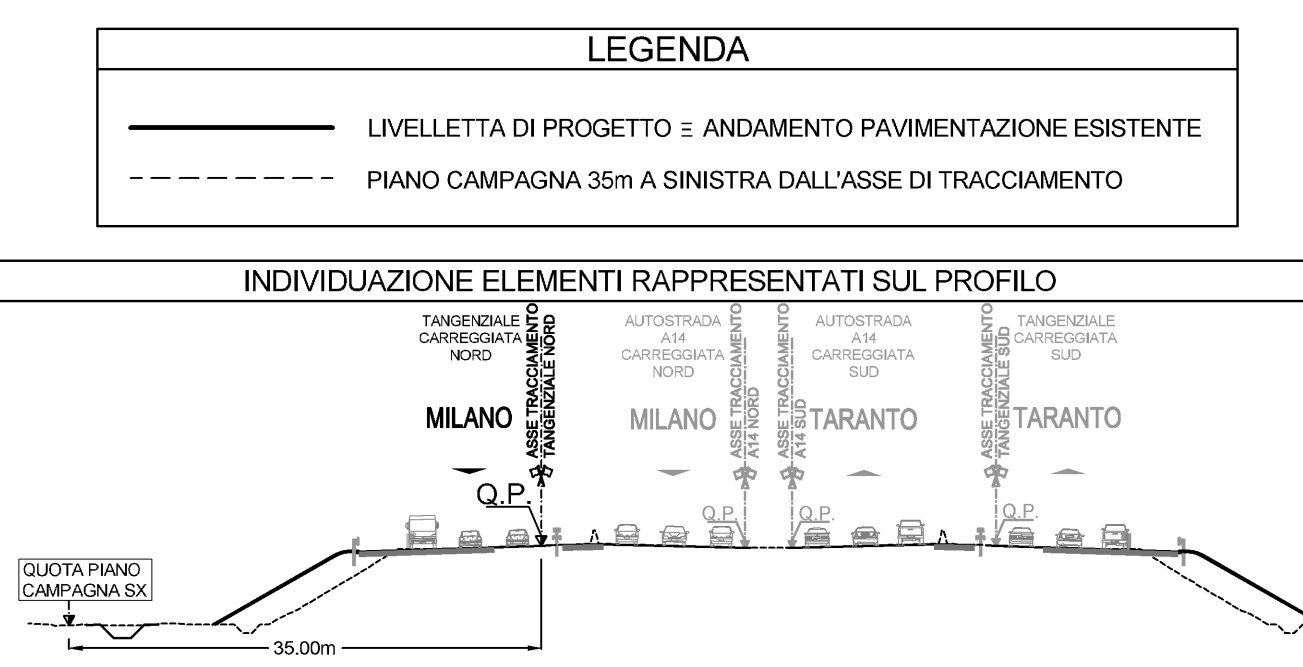 LEGENDA
LIVELLETTA DI PROGETTO Ξ ANDAMENTO PAVIMENTAZIONE ESISTENTE
PIANO CAMPAGNA 35m A SINISTRA DALL'ASSE DI TRACCIAMENTO
INDIVIDUAZIONE ELEMENTI RAPPRESENTATI SUL PROFILO
TANGENZIALE
CARREGGIATA
NORD
MILANO
ASSE TRACCIAMENTO
TANGENZIALE NORD
Q.P.
AUTOSTRADA
A14
CARREGGIATA
NORD
MILANO
ASSE TRACCIAMENTO
A14 NORD
Q.P.
ASSE TRACCIAMENTO
A14 SUD
AUTOSTRADA
A14
CARREGGIATA
SUD
TARANTO
Q.P.
ASSE TRACCIAMENTO
TANGENZIALE SUD
TANGENZIALE
CARREGGIATA
SUD
TARANTO
Q.P.
QUOTA PIANO
CAMPAGNA SX
35.00m